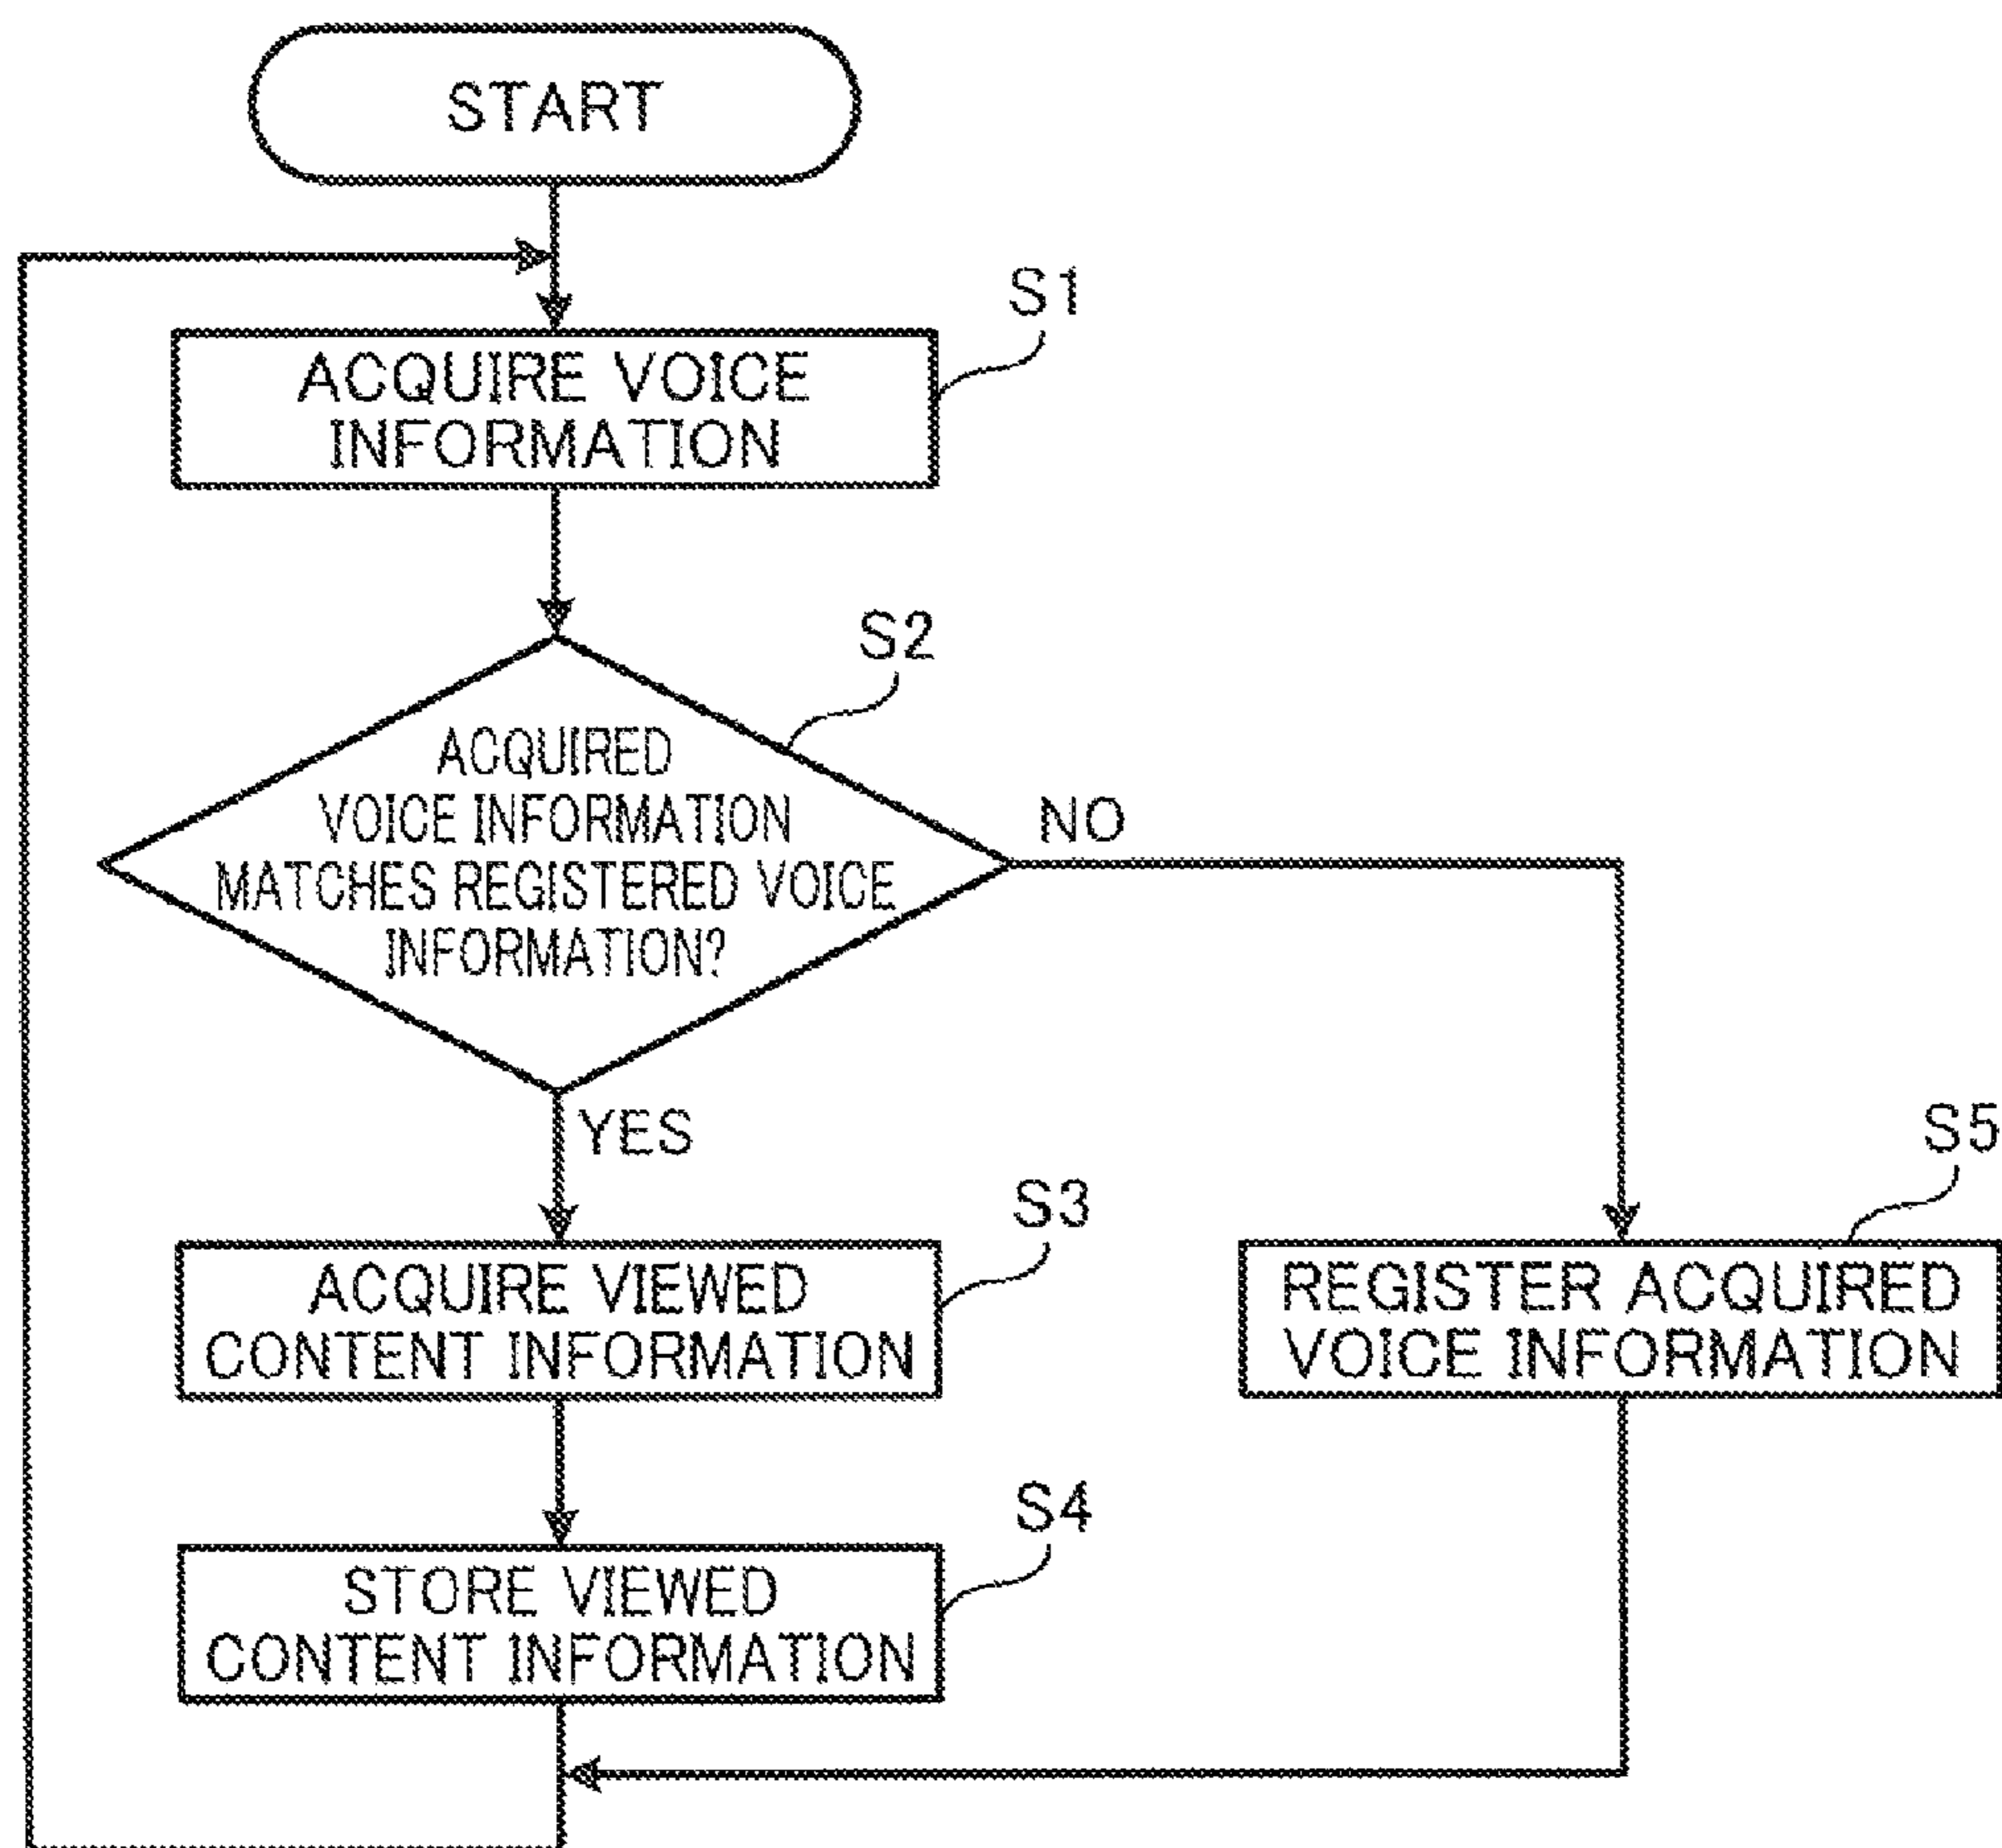 START
S1
ACQUIRE VOICE
INFORMATION
S2
ACQUIRED
VOICE INFORMATION
MATCHES REGISTERED VOICE
INFORMATION?
NO
YES
S3
ACQUIRE VIEWED
CONTENT INFORMATION
S5
REGISTER ACQUIRED
VOICE INFORMATION
S4
STORE VIEWED
CONTENT INFORMATION